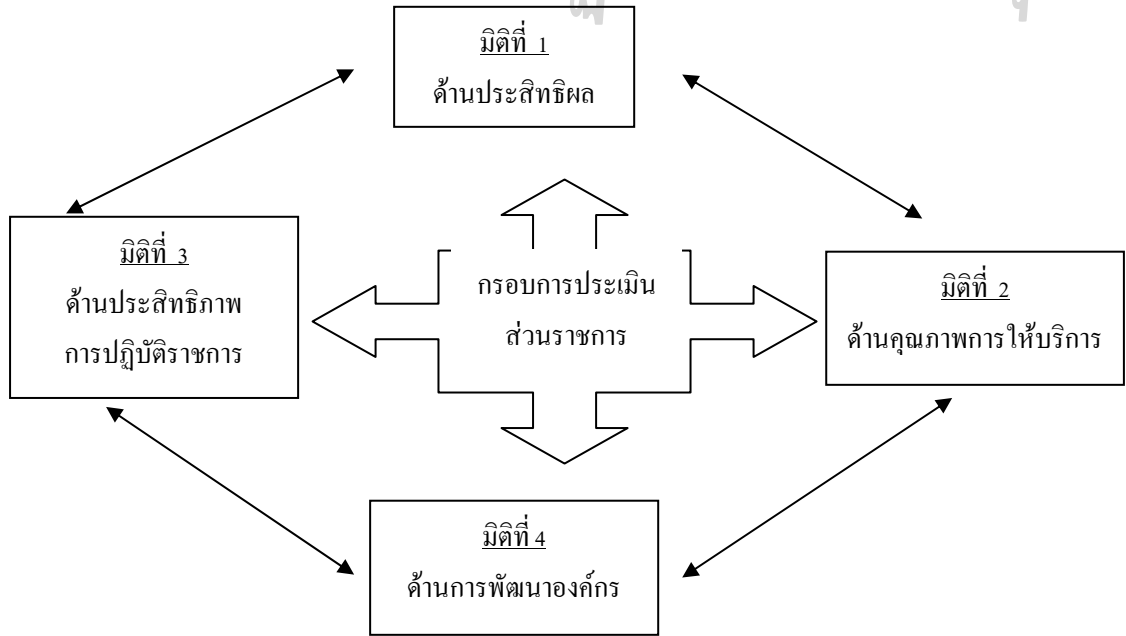 มิติที่ 1
ด้านประสิทธิผล
มิติที่ 3
ด้านประสิทธิภาพ
การปฏิบัติราชการ
กรอบการประเมิน
ส่วนราชการ
มิติที่ 2
ด้านคุณภาพการให้บริการ
มิติที่ 4
ด้านการพัฒนาองค์กร